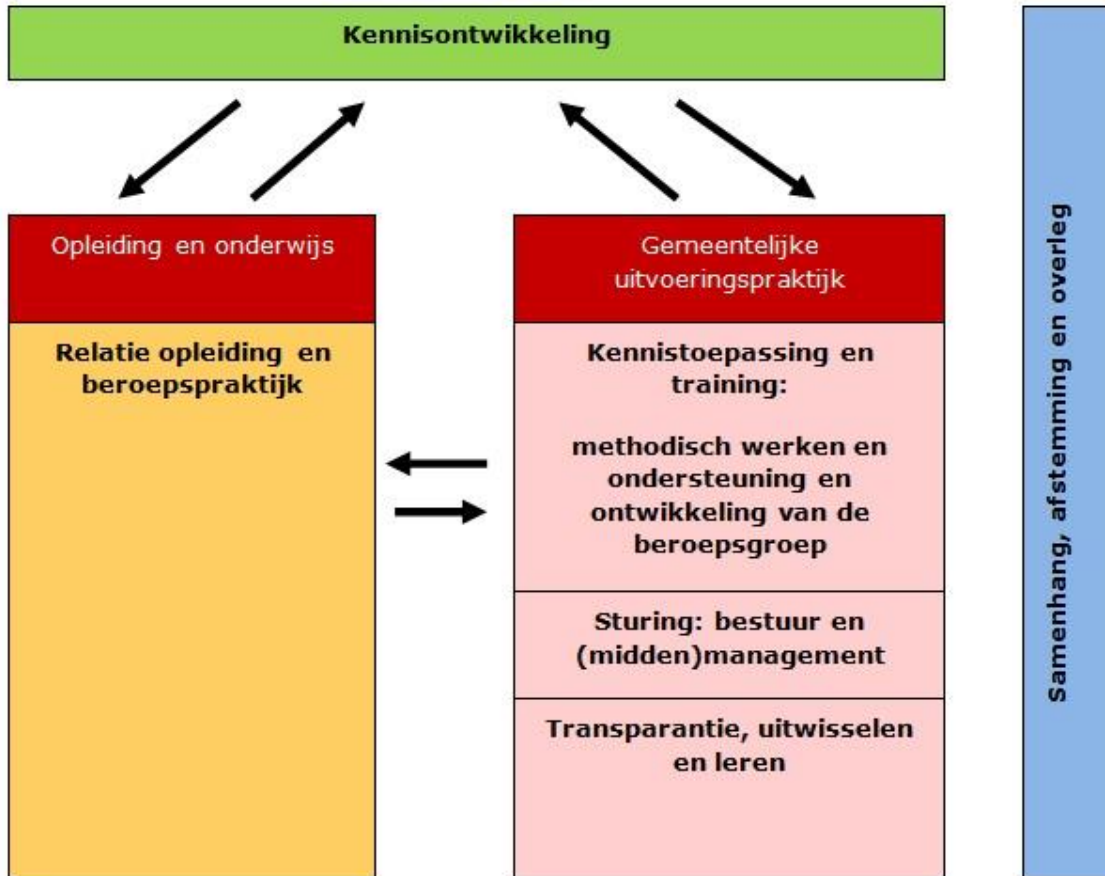 Kennisontwikkeling
Opleiding en onderwijs
Relatie opleiding en
beroepspraktijk
Gemeentelijke
uitvoeringspraktijk
Kennistoepassing en
training:
methodisch werken en
ondersteuning en
ontwikkeling van de
beroepsgroep
Sturing: bestuur en
(midden)management
Transparantie, uitwisselen
en leren
Samenhang, afstemming en overleg